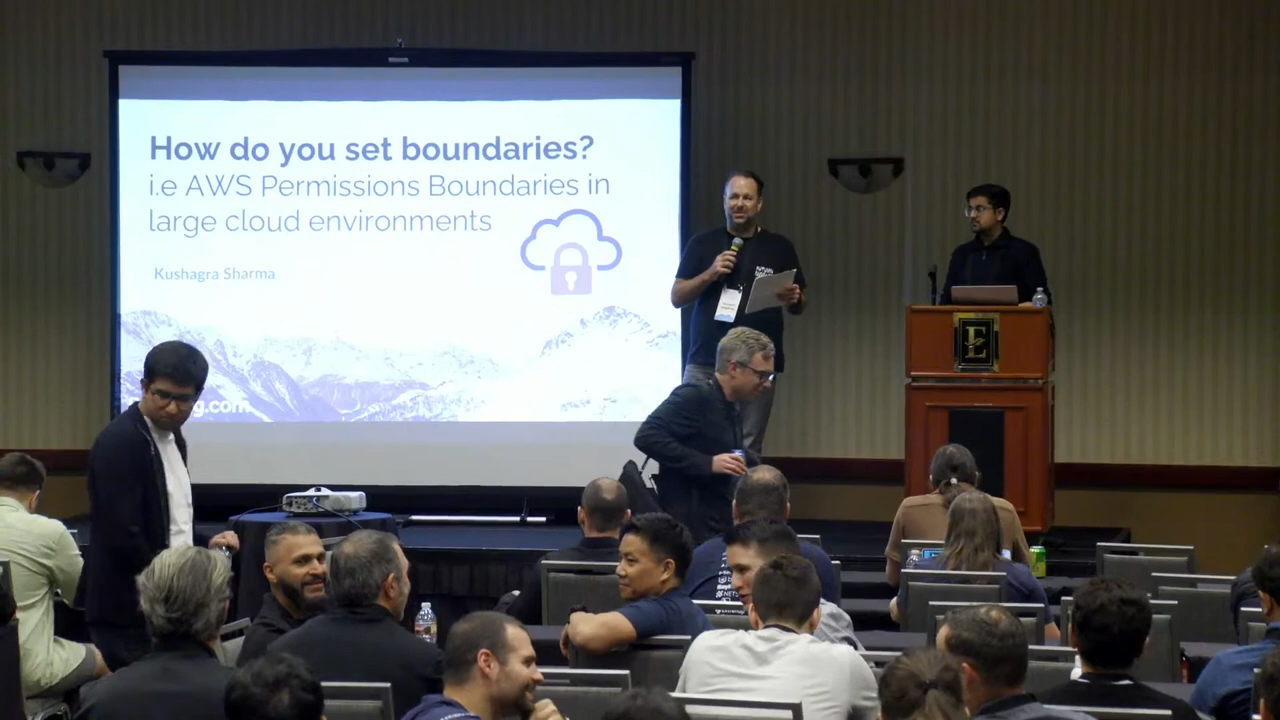 How do you set boundaries?
i.e AWS Permissions Boundaries in
large cloud environments
Kushagra Sharma
g.com
E